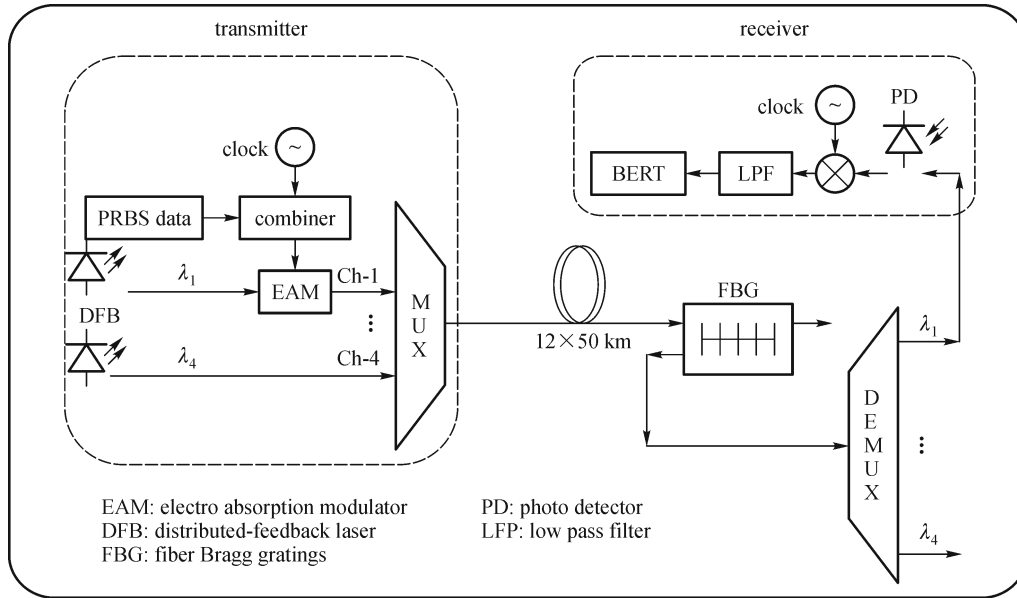 transmitter
receiver
clock
~
PRBS data
combiner
λ1
EAM
Ch-1
DFB
...
λ4
Ch-4
MUX
12×50 km
FBG
clock
~
PD
BERT
LPF
λ1
DEMUX
...
λ4
EAM: electro absorption modulator
DFB: distributed-feedback laser
FBG: fiber Bragg gratings
PD: photo detector
LFP: low pass filter